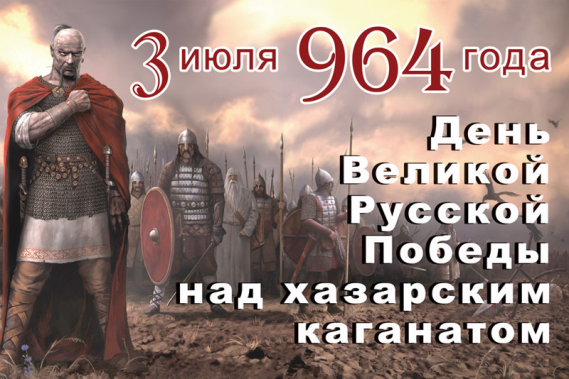 3 июля 964 года
День
Великой
Русской
Победы
над хазарским
каганатом